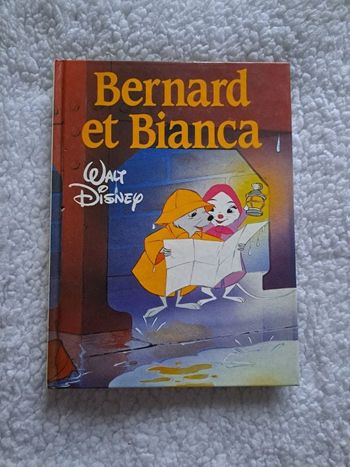 Bernard
et Bianca
Walt
Disney